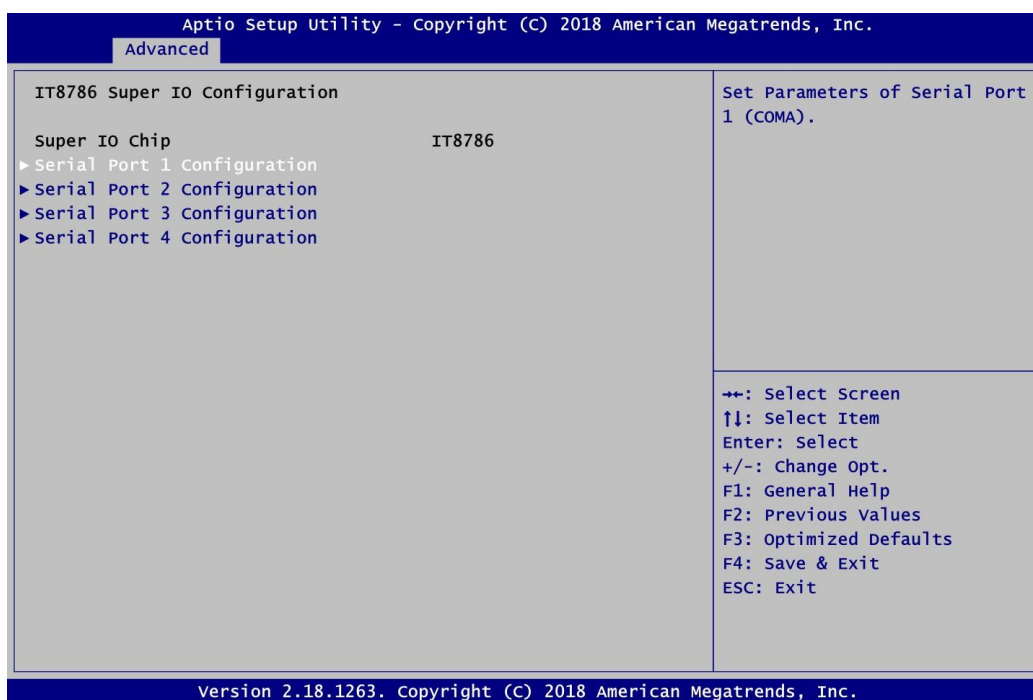 Aptio Setup Utility - Copyright (C) 2018 American Megatrends, Inc.
Advanced
IT8786 Super IO Configuration
Super IO Chip IT8786
►Serial Port 1 Configuration
►Serial Port 2 Configuration
►Serial Port 3 Configuration
►Serial Port 4 Configuration
Set Parameters of Serial Port
1 (COMA).
→←: Select Screen
↑↓: Select Item
Enter: Select
+/-: Change Opt.
F1: General Help
F2: Previous Values
F3: Optimized Defaults
F4: Save & Exit
ESC: Exit
Version 2.18.1263. Copyright (C) 2018 American Megatrends, Inc.